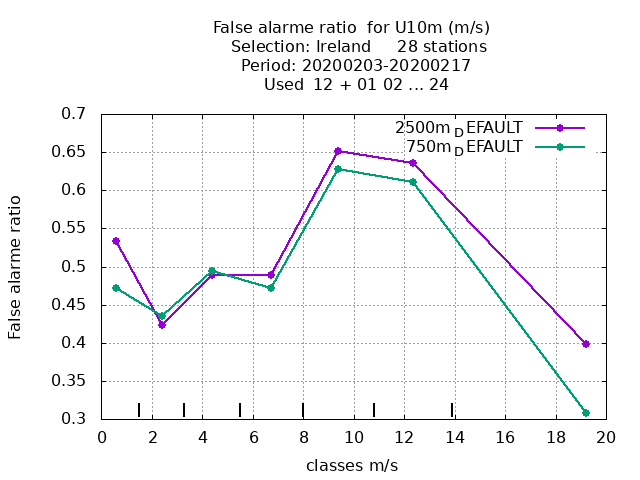 False alarme ratio  for U10m (m/s)
Selection: Ireland     28 stations
Period: 20200203-20200217
Used  12 + 01 02 ... 24
0.7
0.65
0.6
0.55
0.5
0.45
0.4
0.35
0.3
False alarme ratio
2500m_DEFAULT
750m_DEFAULT
0 2 4 6 8 10 12 14 16 18 20
classes m/s